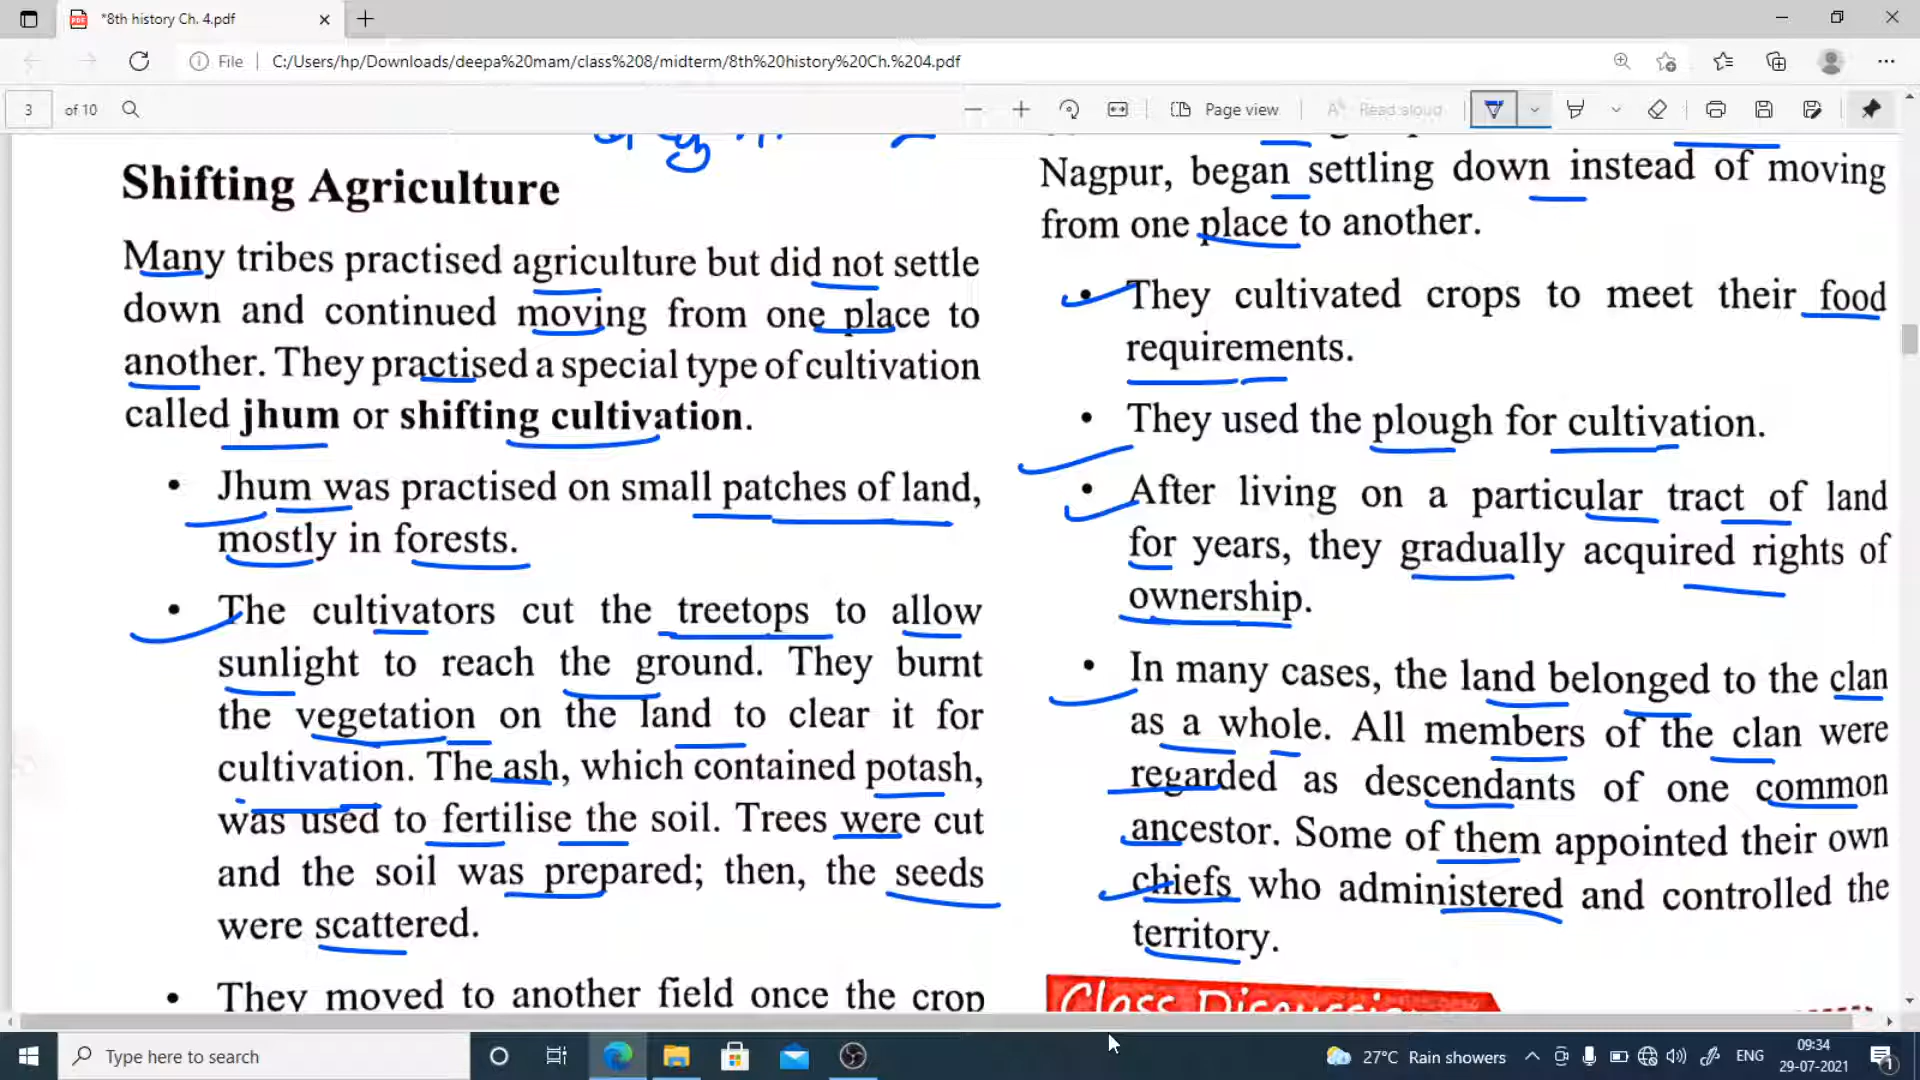 *8th history Ch. 4.pdf
File
C:/Users/hp/Downloads/deepa%20mam/class%208/midterm/8th%20history%20Ch.%204.pdf
3
of 10
Page view
Read aloud
Shifting Agriculture
Many tribes practised agriculture but did not settle
down and continued moving from one place to
another. They practised a special type of cultivation
called jhum or shifting cultivation.
• Jhum was practised on small patches of land,
mostly in forests.
• The cultivators cut the treetops to allow
sunlight to reach the ground. They burnt
the vegetation on the land to clear it for
cultivation. The ash, which contained potash,
was used to fertilise the soil. Trees were cut
and the soil was prepared; then, the seeds
were scattered.
• They moved to another field once the crop
Nagpur, began settling down instead of moving
from one place to another.
• They cultivated crops to meet their food
requirements.
• They used the plough for cultivation.
• After living on a particular tract of land
for years, they gradually acquired rights of
ownership.
• In many cases, the land belonged to the clan
as a whole. All members of the clan were
regarded as descendants of one common
ancestor. Some of them appointed their own
chiefs who administered and controlled the
territory.
Class Discussion
Type here to search
27°C Rain showers
ENG
09:34
29-07-2021
1